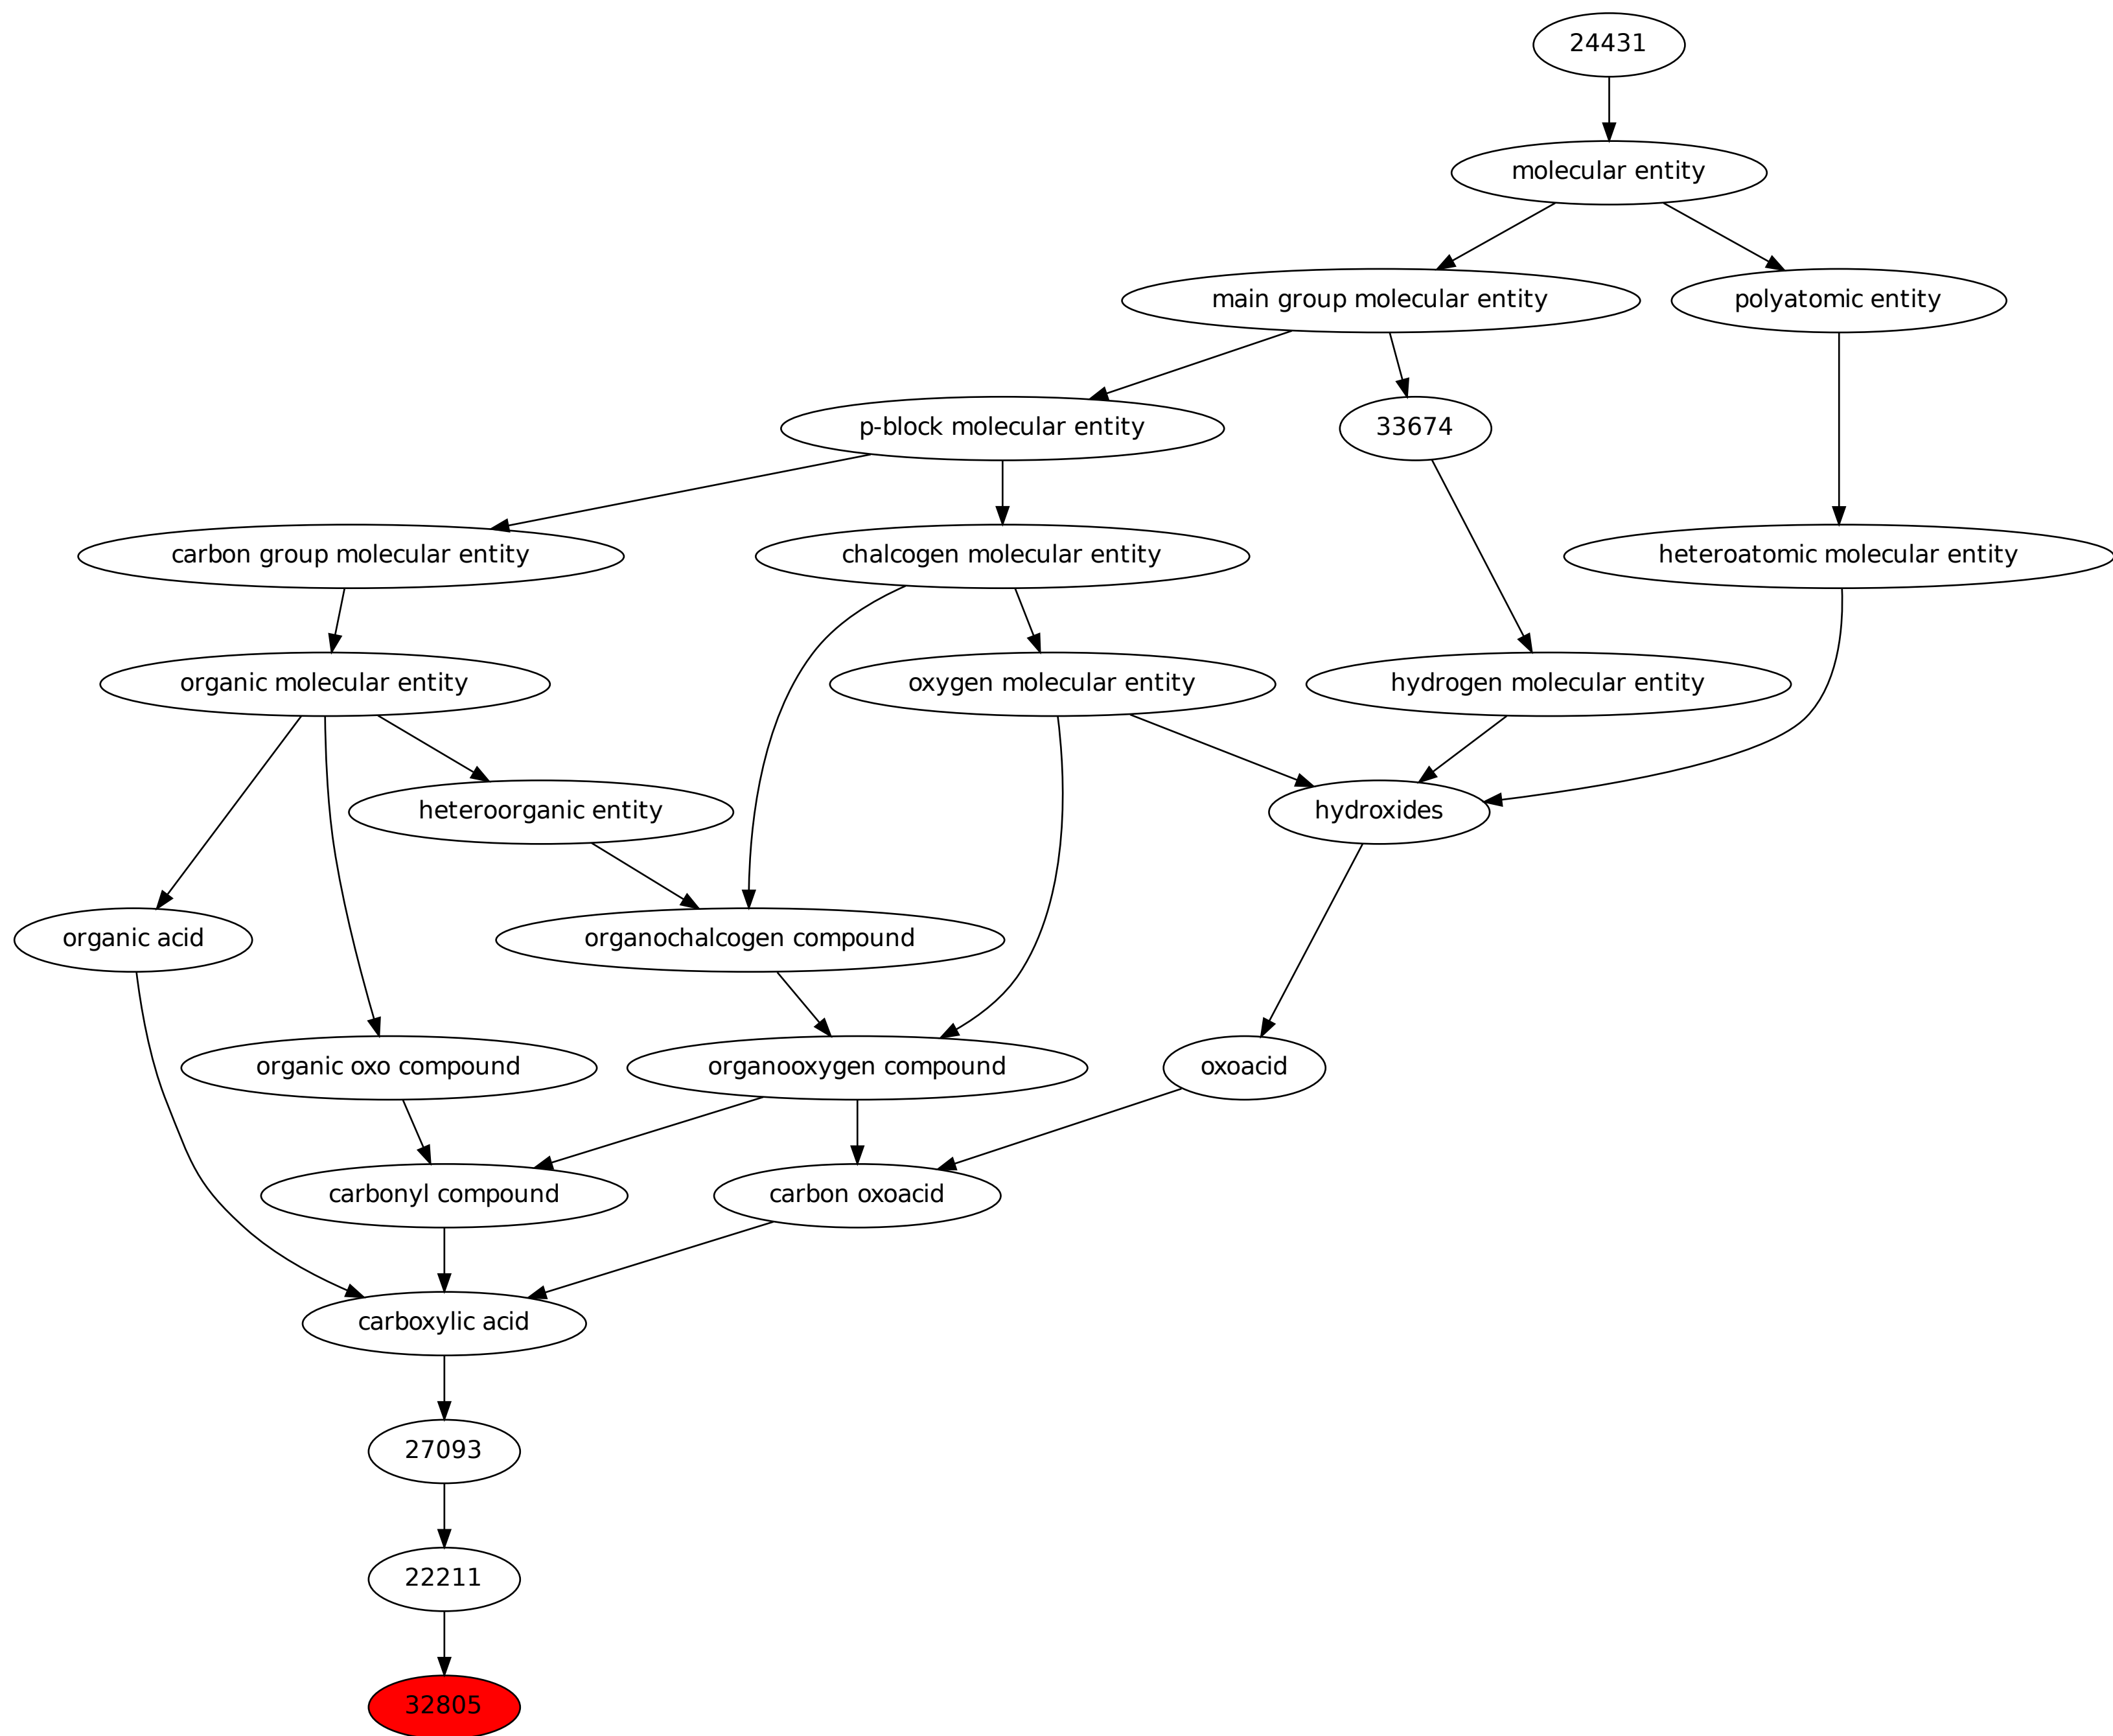 24431
molecular entity
main group molecular entity
polyatomic entity
p-block molecular entity
33674
carbon group molecular entity
chalcogen molecular entity
heteroatomic molecular entity
organic molecular entity
oxygen molecular entity
hydrogen molecular entity
heteroorganic entity
hydroxides
organic acid
organochalcogen compound
organic oxo compound
organooxygen compound
oxoacid
carbonyl compound
carbon oxoacid
carboxylic acid
27093
22211
32805